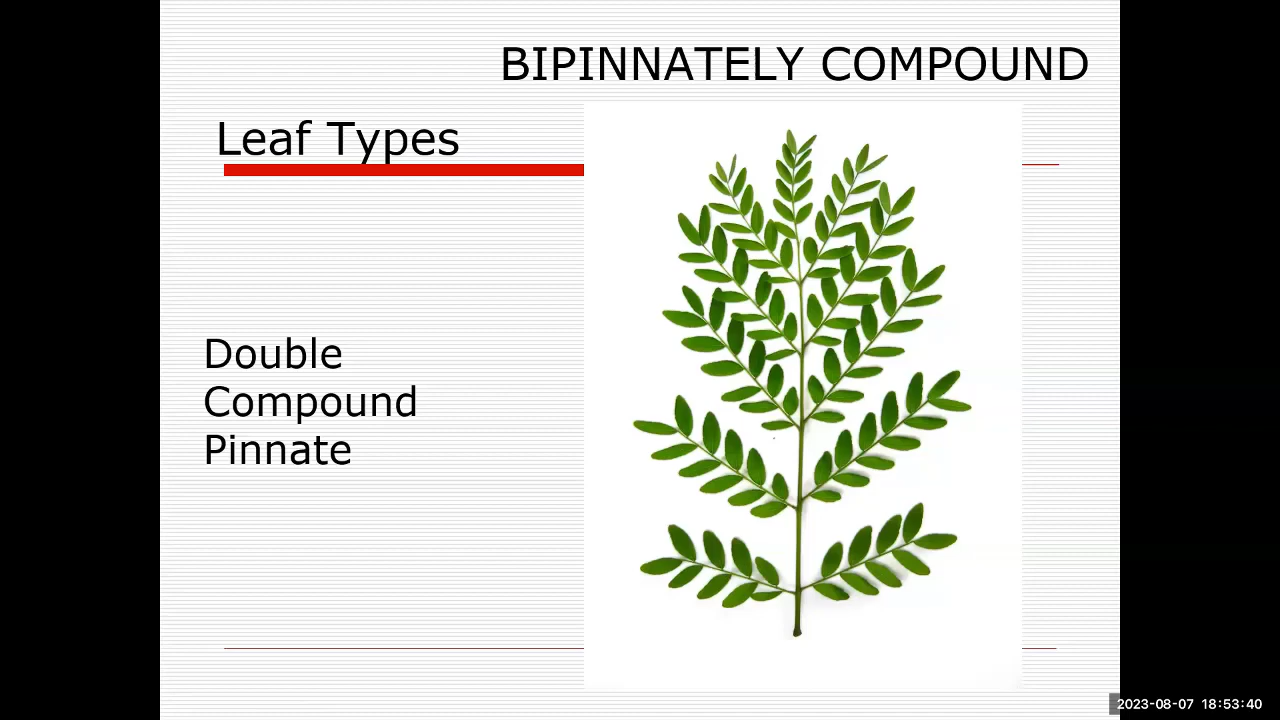 BIPINNATELY COMPOUND
Leaf Types
Double
Compound
Pinnate
2023-08-07 18:53:40